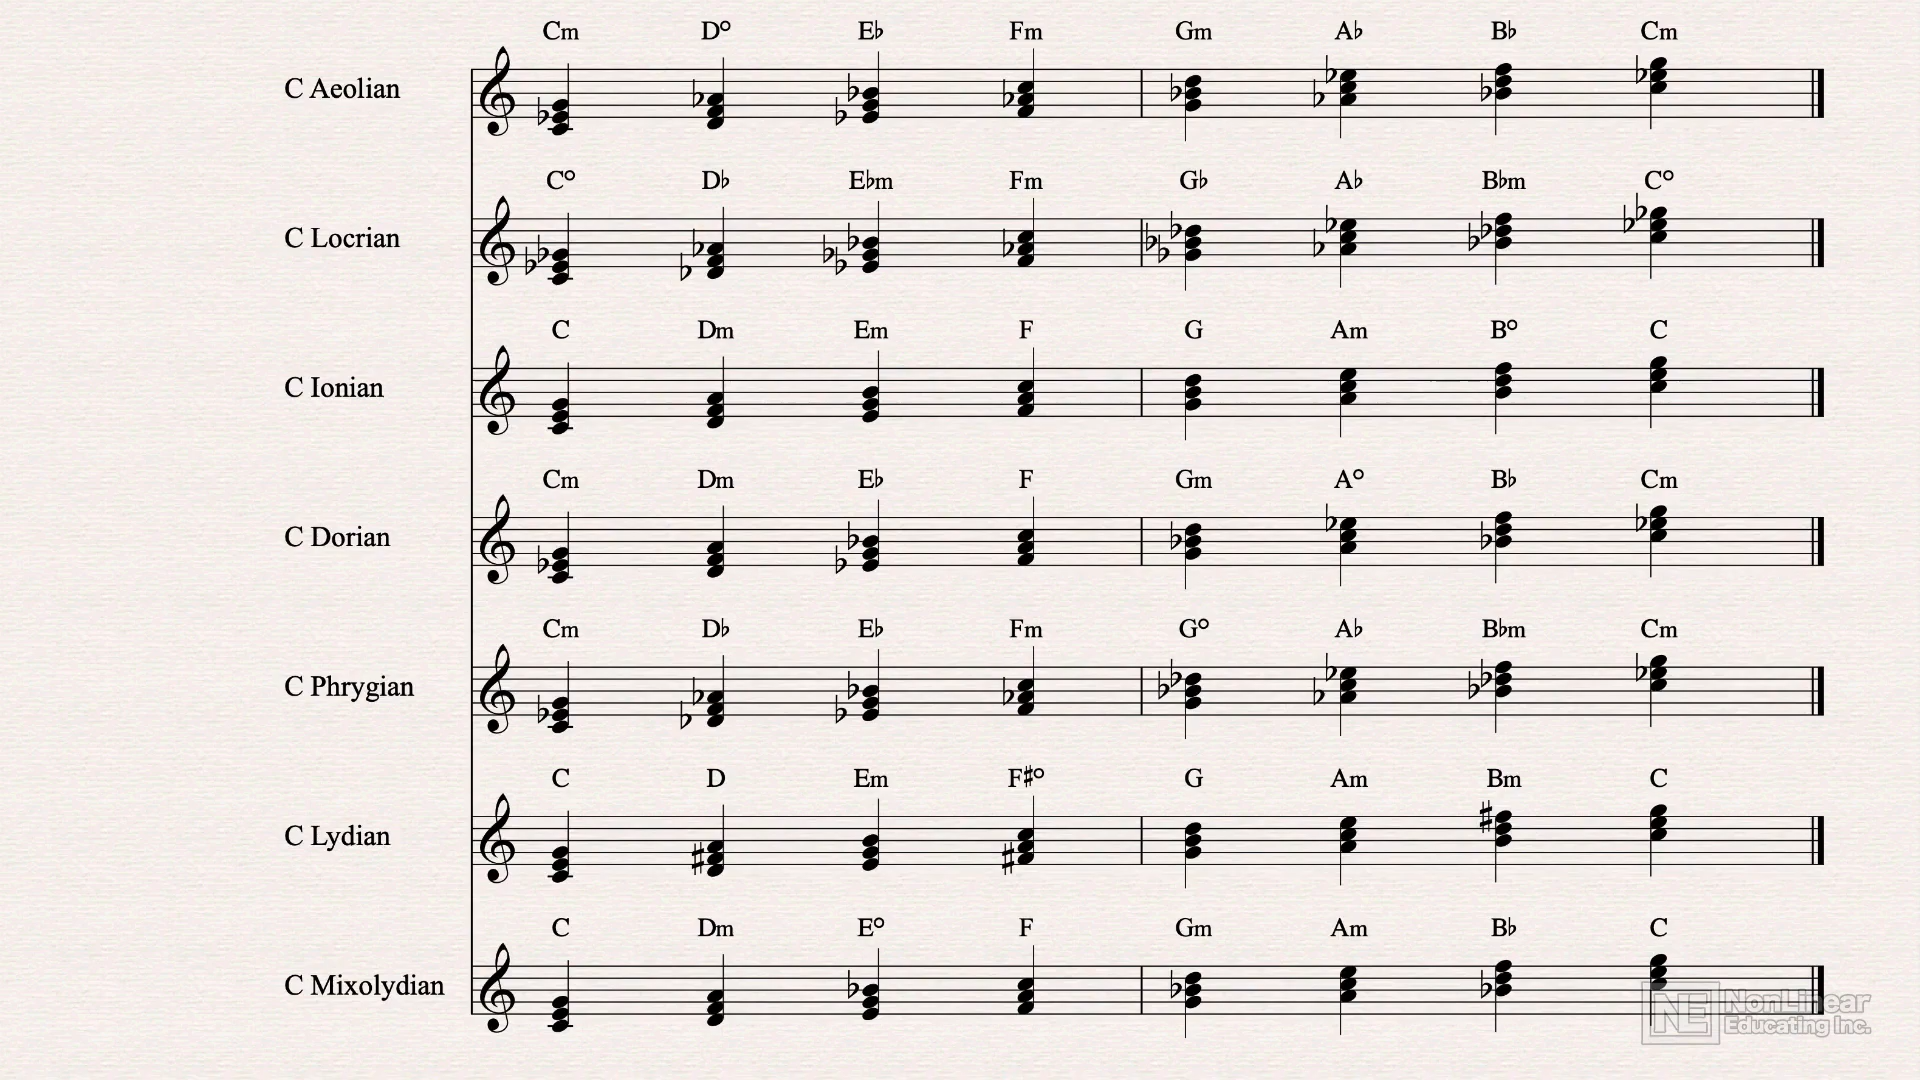 Cm D° E♭ Fm Gm A♭ B♭ Cm
C Aeolian
C° D♭ E♭m Fm G♭ A♭ B♭m C°
C Locrian
C Dm Em F G Am B° C
C Ionian
Cm Dm E♭ F Gm A° B♭ Cm
C Dorian
Cm D♭ E♭ Fm G° A♭ B♭m Cm
C Phrygian
C D Em F♯° G Am Bm C
C Lydian
C Dm E° F Gm Am B♭ C
C Mixolydian
NE NonLinear
Educating Inc.